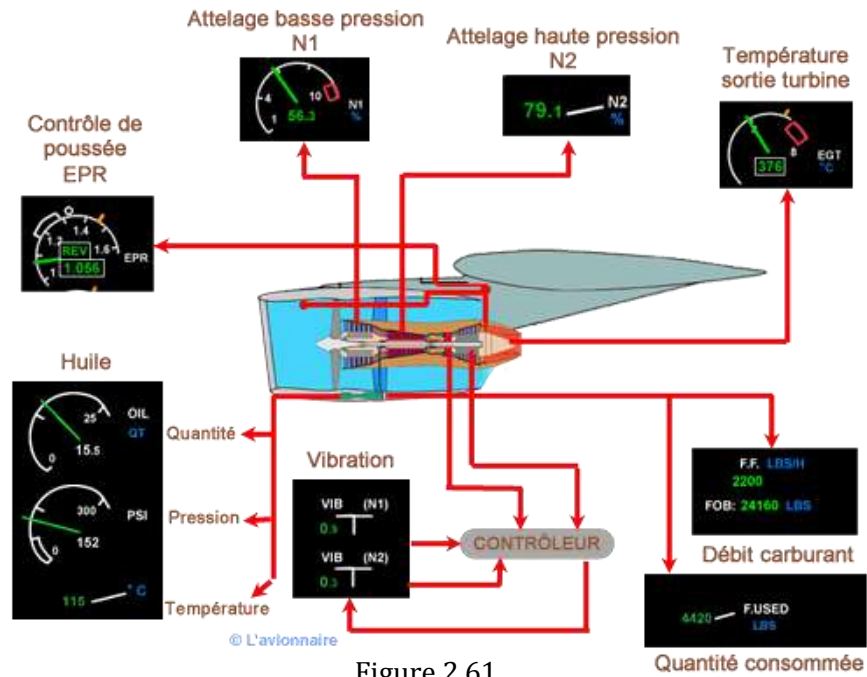 Attelage basse pression
N1
Attelage haute pression
N2
Température
sortie turbine
Contrôle de
poussée
EPR
1
4
10
N1
%
56.3
79.1
N2
%
8
EGT
°C
376
1
1.2
1.4
1.6
REV
1.056
EPR
Huile
25
OIL
QT
15.5
0
Quantité
300
PSI
152
0
Pression
115
°C
Température
Vibration
VIB (N1)
0.9
VIB (N2)
0.3
CONTRÔLEUR
F.F. LBS/H
2200
FOB: 24160 LBS
Débit carburant
4420
F.USED
LBS
Quantité consommée
© L'avionnaire
Figure 2.61